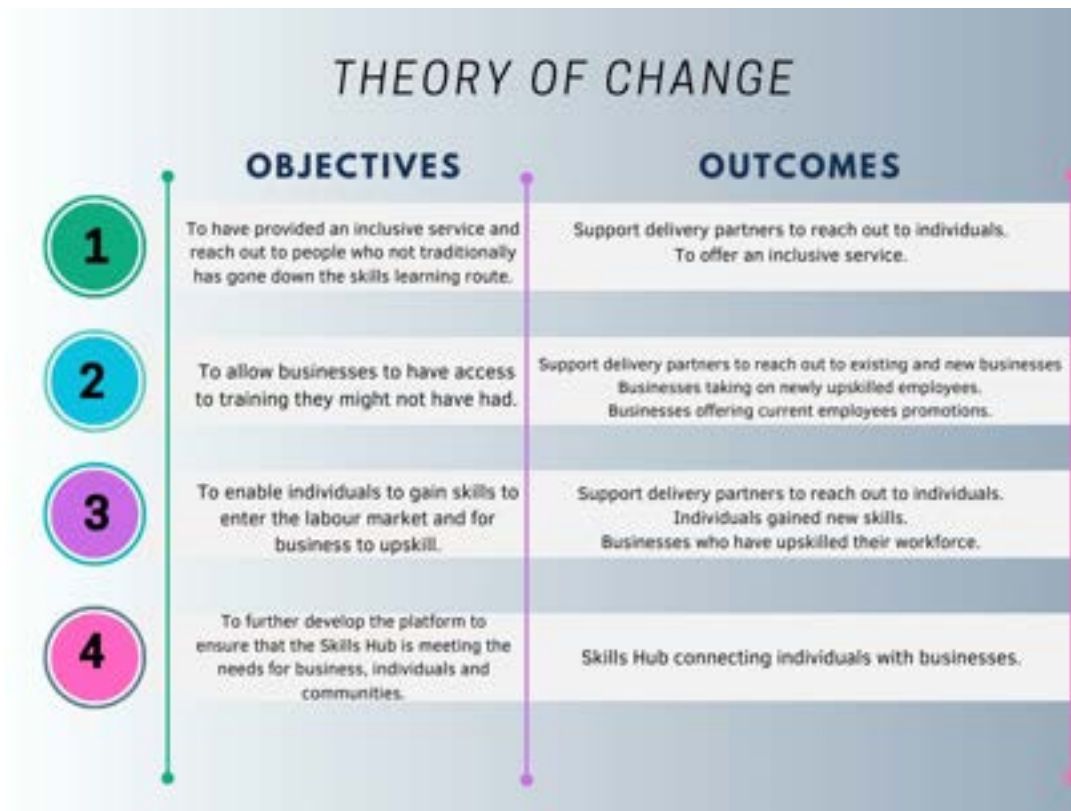 THEORY OF CHANGE
OBJECTIVES
OUTCOMES
1
To have provided an inclusive service and
reach out to people who not traditionally
has gone down the skills learning route.
Support delivery partners to reach out to individuals.
To offer an inclusive service.
2
To allow businesses to have access
to training they might not have had.
Support delivery partners to reach out to existing and new businesses
Businesses taking on newly upskilled employees.
Businesses offering current employees promotions.
3
To enable individuals to gain skills to
enter the labour market and for
business to upskill.
Support delivery partners to reach out to individuals.
Individuals gained new skills.
Businesses who have upskilled their workforce.
4
To further develop the platform to
ensure that the Skills Hub is meeting the
needs for business, individuals and
communities.
Skills Hub connecting individuals with businesses.